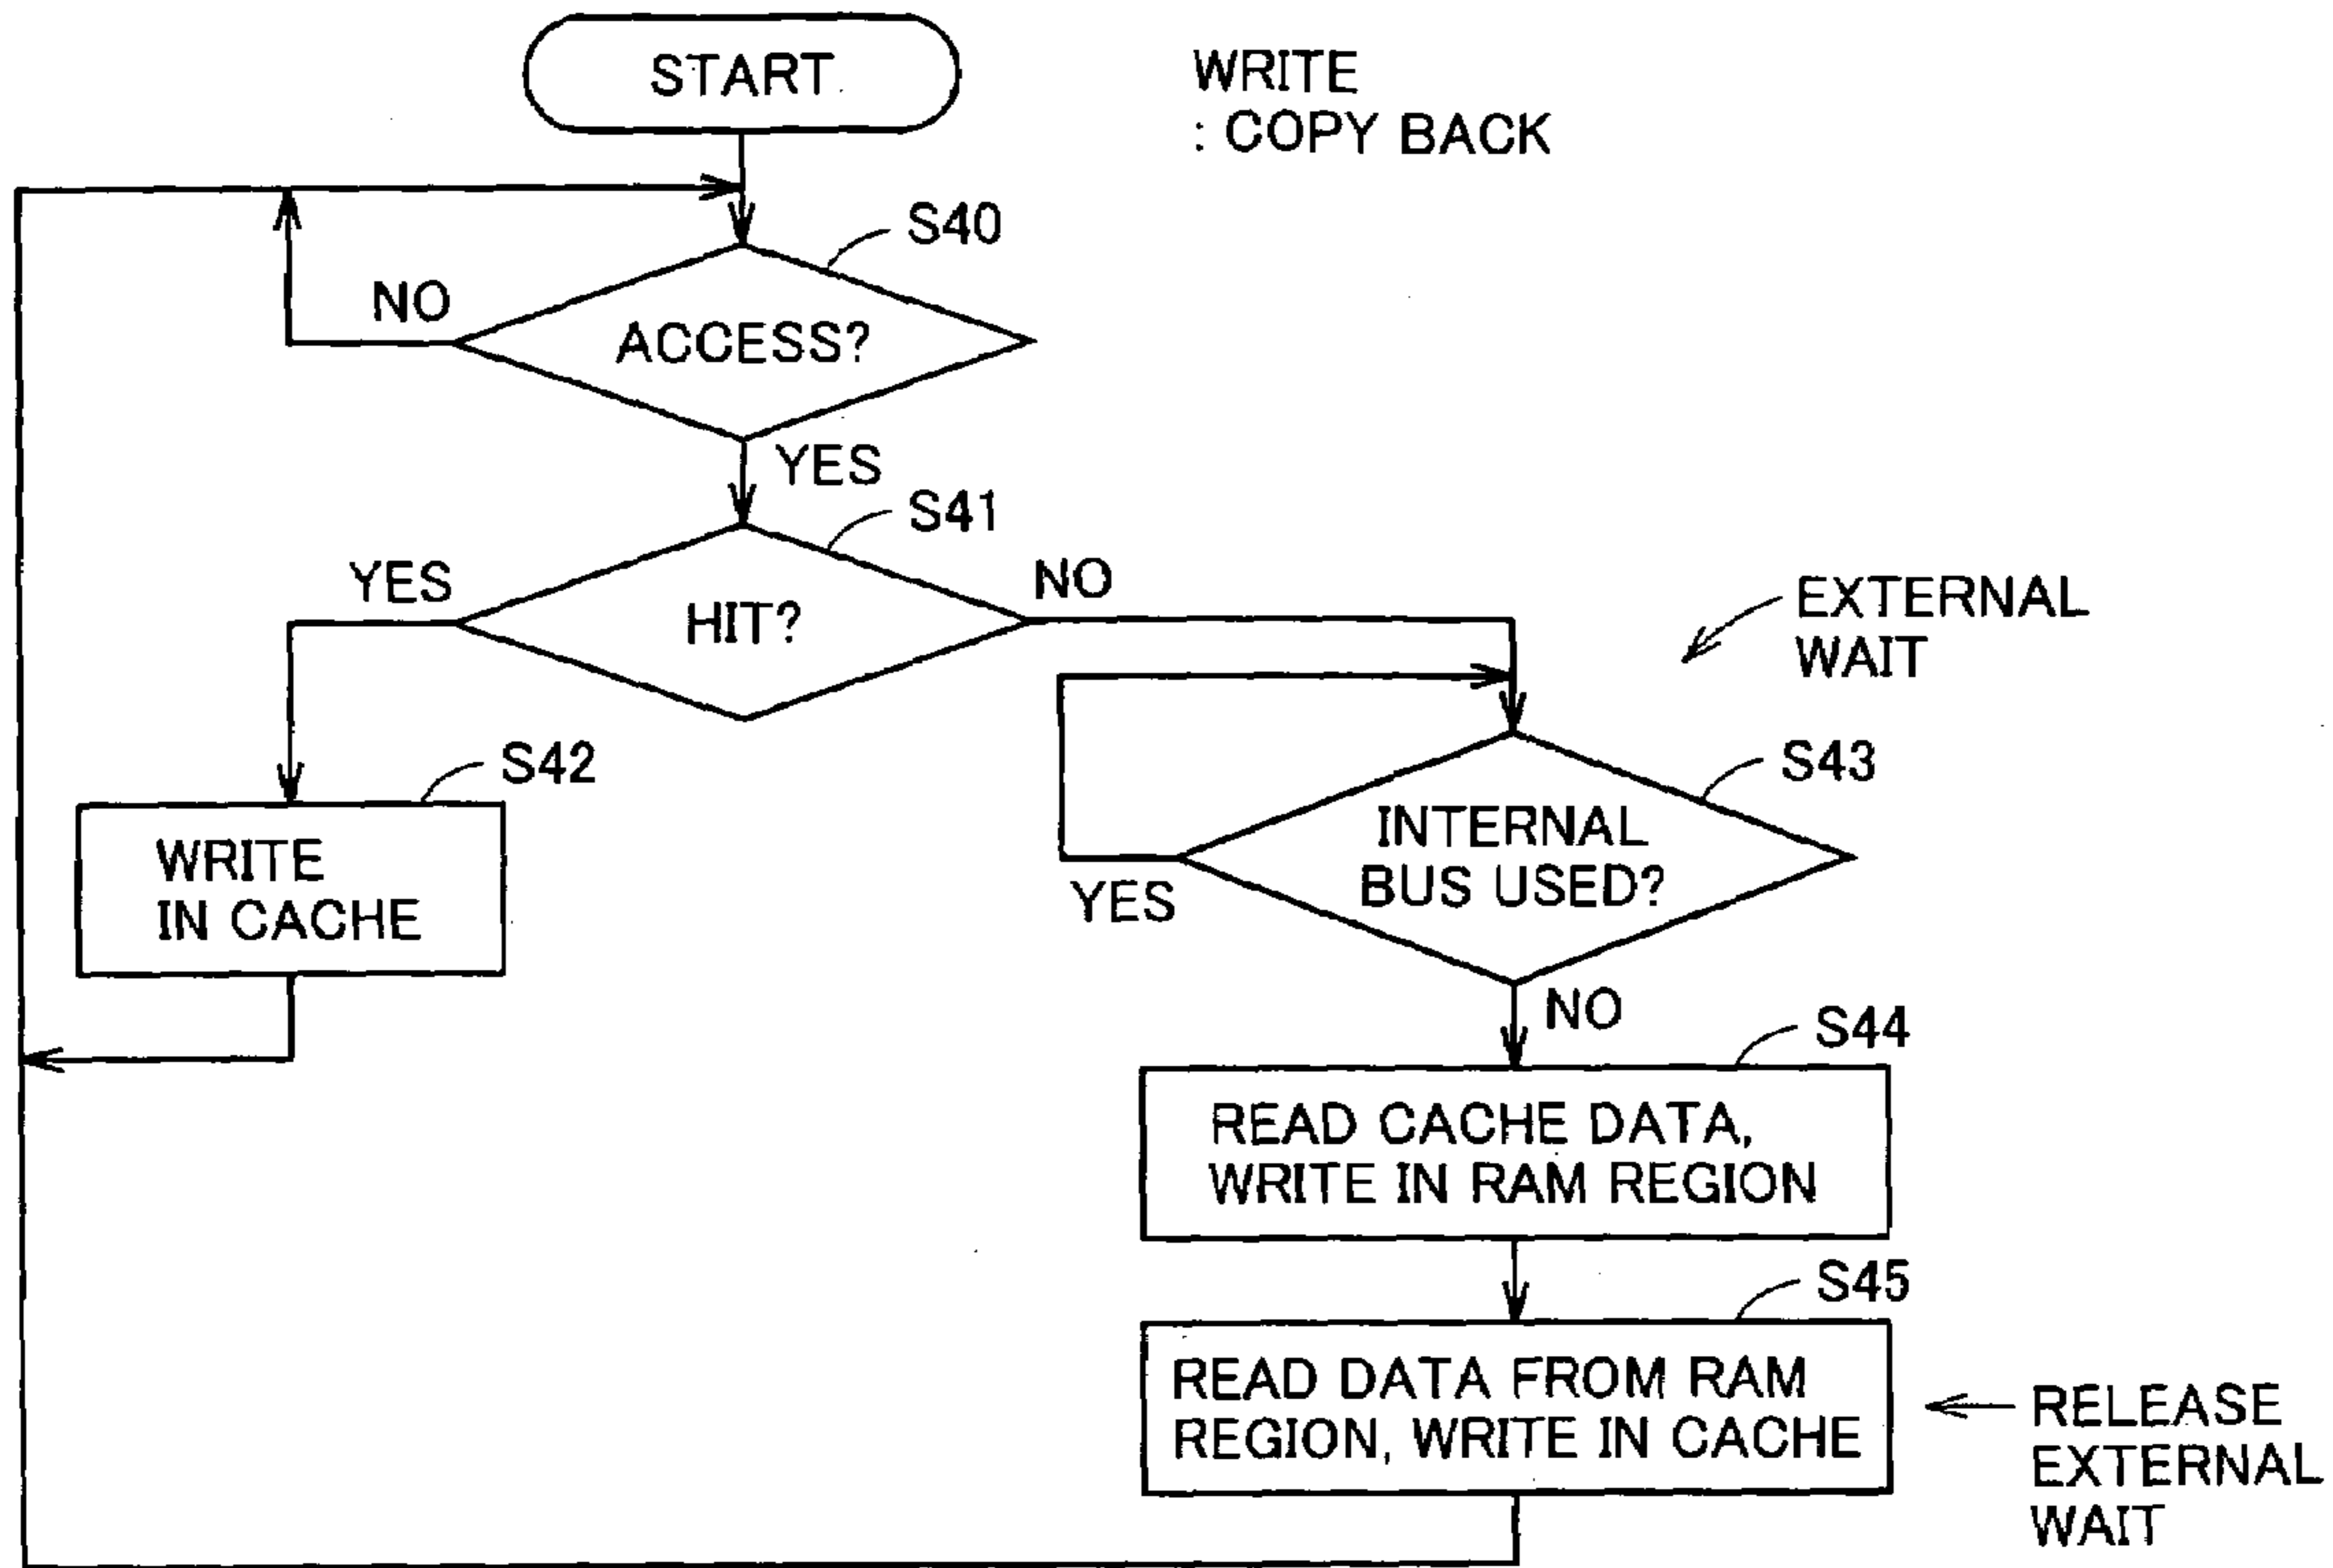 START
WRITE
: COPY BACK
S40
NO
ACCESS?
YES
S41
YES
HIT?
NO
EXTERNAL
WAIT
S42
WRITE
IN CACHE
S43
INTERNAL
BUS USED?
YES
NO
S44
READ CACHE DATA,
WRITE IN RAM REGION
S45
READ DATA FROM RAM
REGION, WRITE IN CACHE
RELEASE
EXTERNAL
WAIT